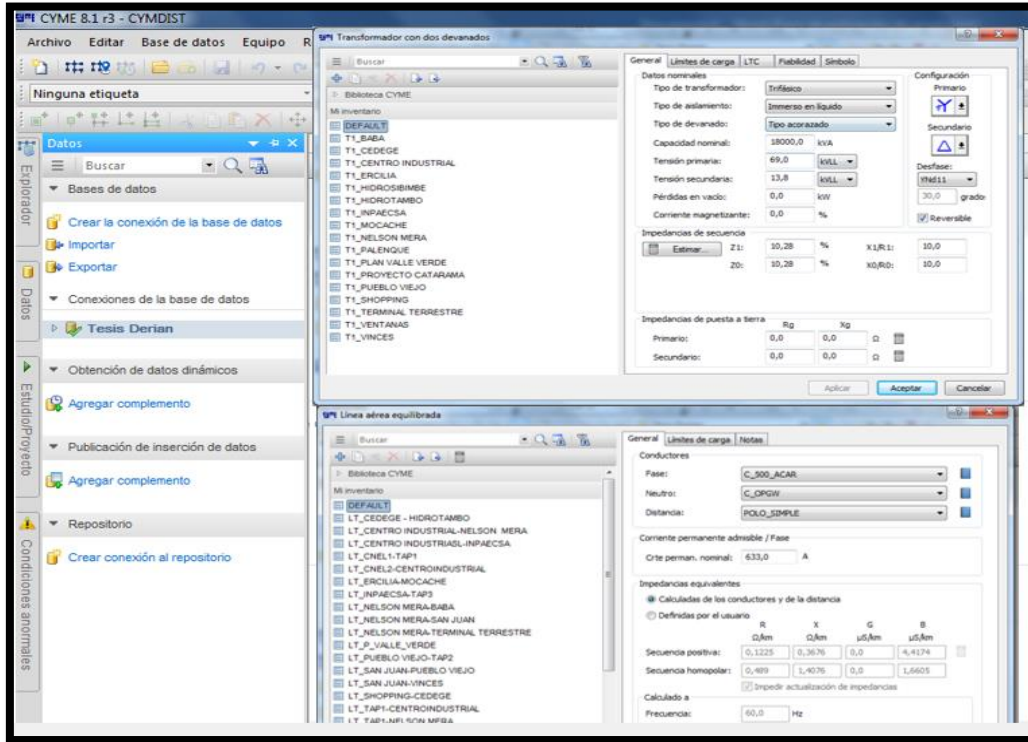 CYME 8.1 r3 - CYMDIST
Archivo Editar Base de datos Equipo R
Ninguna etiqueta
Explorador
Datos
Estudio/Proyecto
Condiciones anormales
Datos
Buscar
Bases de datos
Crear la conexión de la base de datos
Importar
Exportar
Conexiones de la base de datos
Tesis Derian
Obtención de datos dinámicos
Agregar complemento
Publicación de inserción de datos
Agregar complemento
Repositorio
Crear conexión al repositorio
Transformador con dos devanados
Buscar
Biblioteca CYME
Mi inventario
DEFAULT
T1_BABA
T1_CEDEGE
T1_CENTRO INDUSTRIAL
T1_ERCILIA
T1_HIDROSIBIMBE
T1_HIDROTAMBO
T1_INPAECSA
T1_MOCACHE
T1_NELSON MERA
T1_PALENQUE
T1_PLAN VALLE VERDE
T1_PROYECTO CATARAMA
T1_PUEBLO VIEJO
T1_SHOPPING
T1_TERMINAL TERRESTRE
T1_VENTANAS
T1_VINCES
General Límites de carga LTC Fiabilidad Símbolo
Datos nominales
Tipo de transformador: Trifásico
Tipo de aislamiento: Immerso en líquido
Tipo de devanado: Tipo acorazado
Capacidad nominal: 18000,0 kVA
Tensión primaria: 69,0 kVLL
Tensión secundaria: 13,8 kVLL
Pérdidas en vacío: 0,0 kW
Corriente magnetizante: 0,0 %
Configuración
Primario
Secundario
Desfase:
YNd11
30,0 grado
Reversible
Impedancias de secuencia
Estimar... Z1: 10,28 % X1/R1: 10,0
Z0: 10,28 % X0/R0: 10,0
Impedancias de puesta a tierra
Rg Xg
Primario: 0,0 0,0 Ω
Secundario: 0,0 0,0 Ω
Aplicar Aceptar Cancelar
Línea aérea equilibrada
Buscar
Biblioteca CYME
Mi inventario
DEFAULT
LT_CEDEGE - HIDROTAMBO
LT_CENTRO INDUSTRIAL-NELSON MERA
LT_CENTRO INDUSTRIASL-INPAECSA
LT_CNEL1-TAP1
LT_CNEL2-CENTROINDUSTRIAL
LT_ERCILIA-MOCACHE
LT_INPAECSA-TAP3
LT_NELSON MERA-BABA
LT_NELSON MERA-SAN JUAN
LT_NELSON MERA-TERMINAL TERRESTRE
LT_P_VALLE_VERDE
LT_PUEBLO VIEJO-TAP2
LT_SAN JUAN-PUEBLO VIEJO
LT_SAN JUAN-VINCES
LT_SHOPPING-CEDEGE
LT_TAP1-CENTROINDUSTRIAL
LT_TAP1-NELSON MERA
General Límites de carga Notas
Conductores
Fase: C_500_ACAR
Neutro: C_OPGW
Distancia: POLO_SIMPLE
Corriente permanente admisible / Fase
Crte perman. nominal: 633,0 A
Impedancias equivalentes
Calculadas de los conductores y de la distancia
Definidas por el usuario
R X G B
Ω/km Ω/km µS/km µS/km
Secuencia positiva: 0,1225 0,3676 0,0 4,4174
Secuencia homopolar: 0,489 1,4076 0,0 1,6605
Impedir actualización de impedancias
Calculado a
Frecuencia: 60,0 Hz